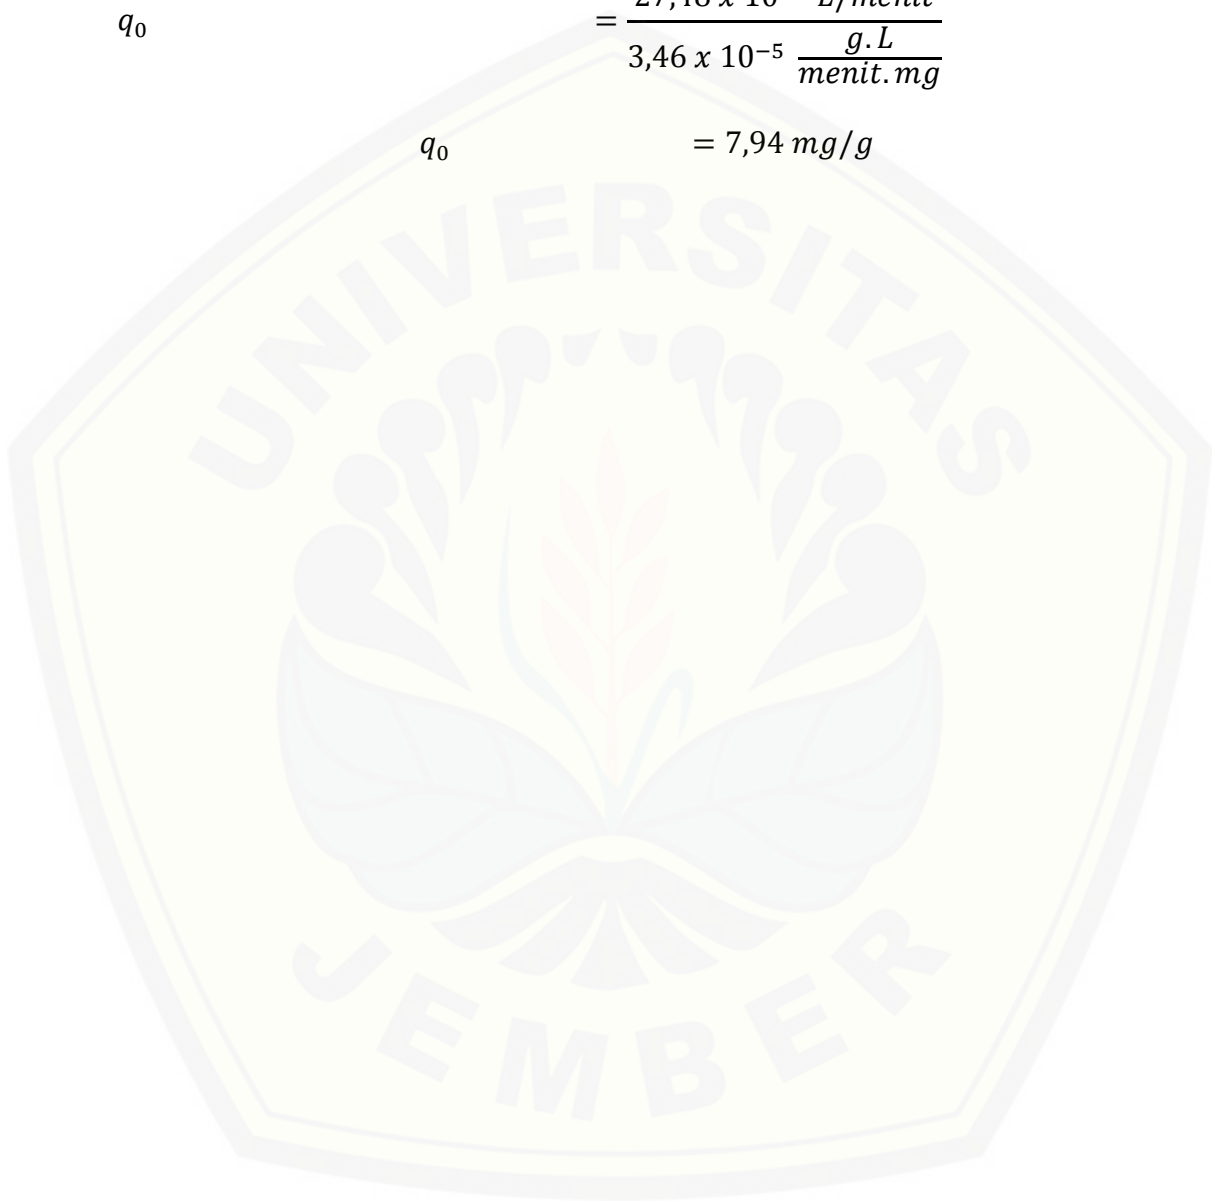 q₀ =
3,46 x 10⁻⁵ g.L/menit.mg
q₀ = 7,94 mg/g
UNIVERSITAS
JEMBER